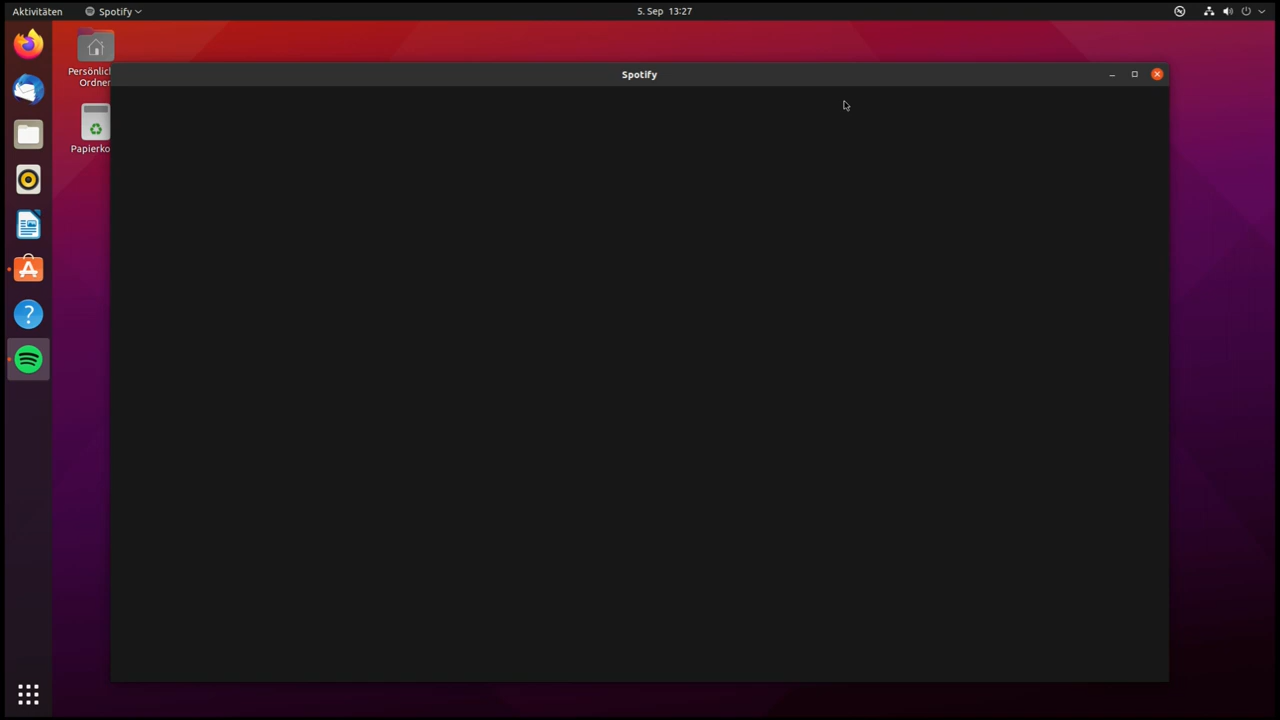 Aktivitäten
Spotify
5. Sep 13:27
Persönlic
Ordner
Papierko
Spotify